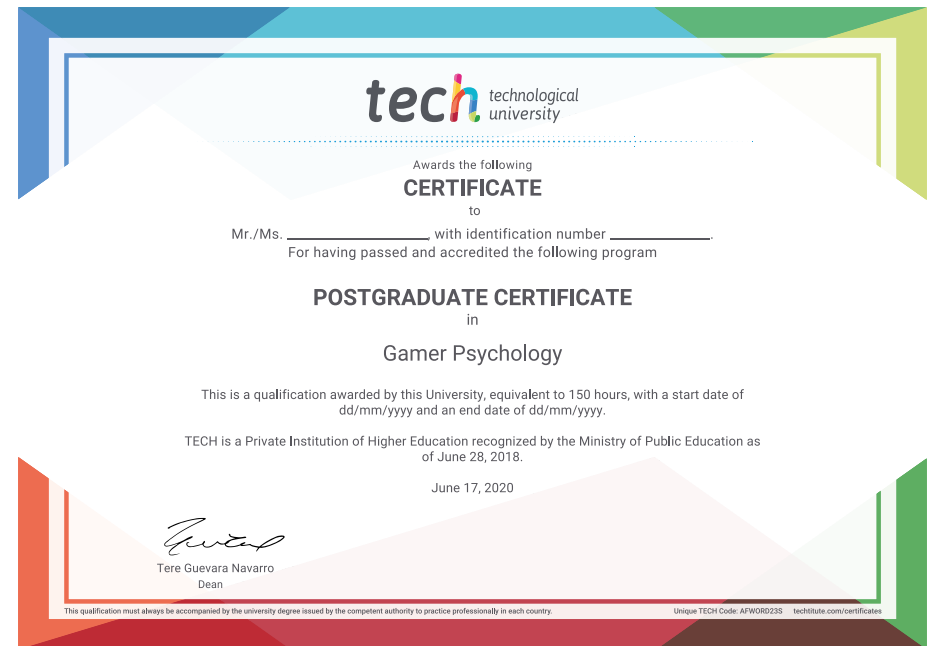 tech technological
university
Awards the following
CERTIFICATE
to
Mr./Ms. ____________________, with identification number ______________.
For having passed and accredited the following program
POSTGRADUATE CERTIFICATE
in
Gamer Psychology
This is a qualification awarded by this University, equivalent to 150 hours, with a start date of
dd/mm/yyyy and an end date of dd/mm/yyyy.
TECH is a Private Institution of Higher Education recognized by the Ministry of Public Education as
of June 28, 2018.
June 17, 2020
Tere Guevara Navarro
Dean
This qualification must always be accompanied by the university degree issued by the competent authority to practice professionally in each country. Unique TECH Code: AFWORD23S techtitute.com/certificates